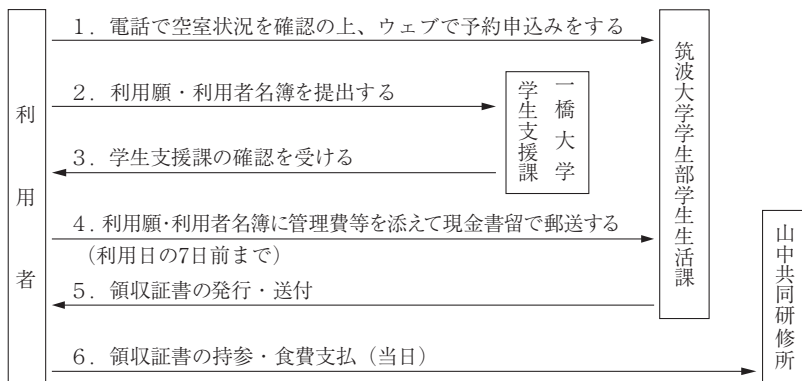 利用者
1．電話で空室状況を確認の上、ウェブで予約申込みをする
2．利用願・利用者名簿を提出する
3．学生支援課の確認を受ける
4．利用願・利用者名簿に管理費等を添えて現金書留で郵送する
（利用日の7日前まで）
5．領収証書の発行・送付
6．領収証書の持参・食費支払（当日）
一橋大学
学生支援課
筑波大学学生部学生生活課
山中共同研修所